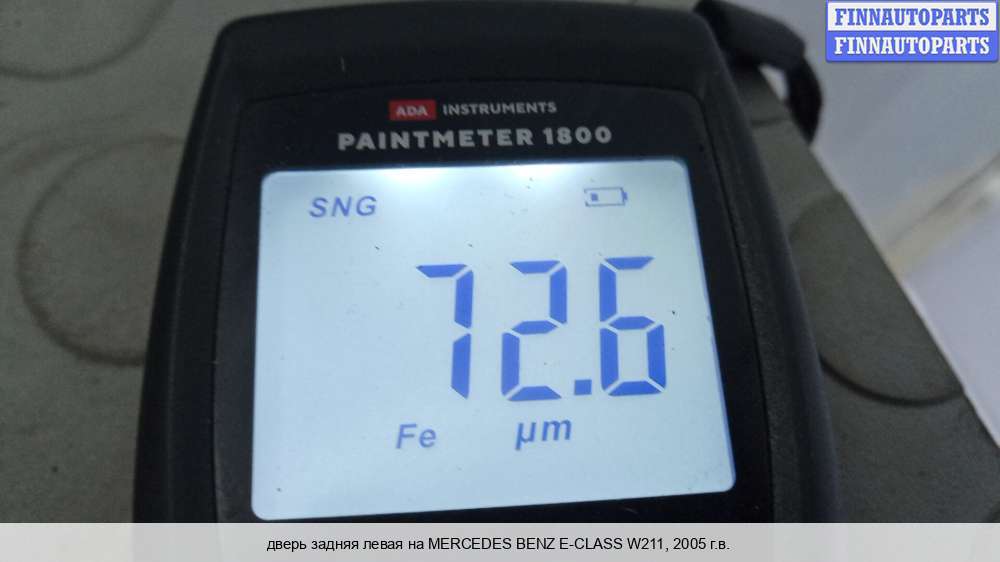 FINNAUTOPARTS
FINNAUTOPARTS
ADA INSTRUMENTS
PAINTMETER 1800
SNG
72.6
Fe µm
дверь задняя левая на MERCEDES BENZ E-CLASS W211, 2005 г.в.